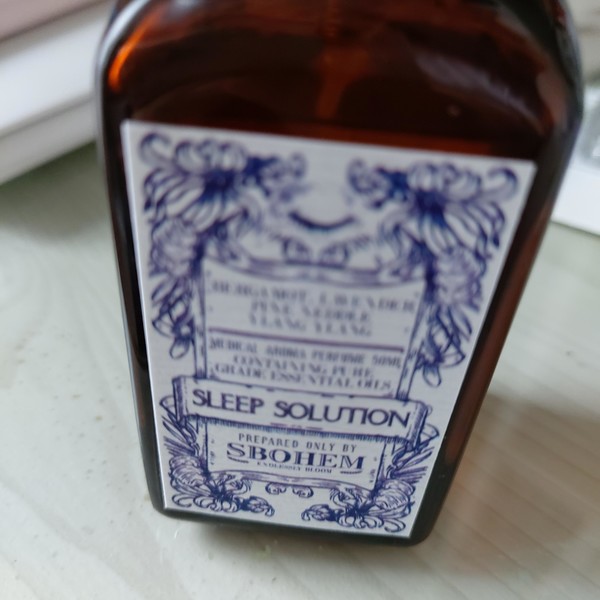 BERGAMOT, LAVENDER
PINE NEEDLE
YLANG YLANG
MEDICAL AROMA PERFUME 50ML
CONTAINING PURE
GRADE ESSENTIAL OILS
SLEEP SOLUTION
PREPARED ONLY BY
SBOHEM
ENDLESSLY BLOOM